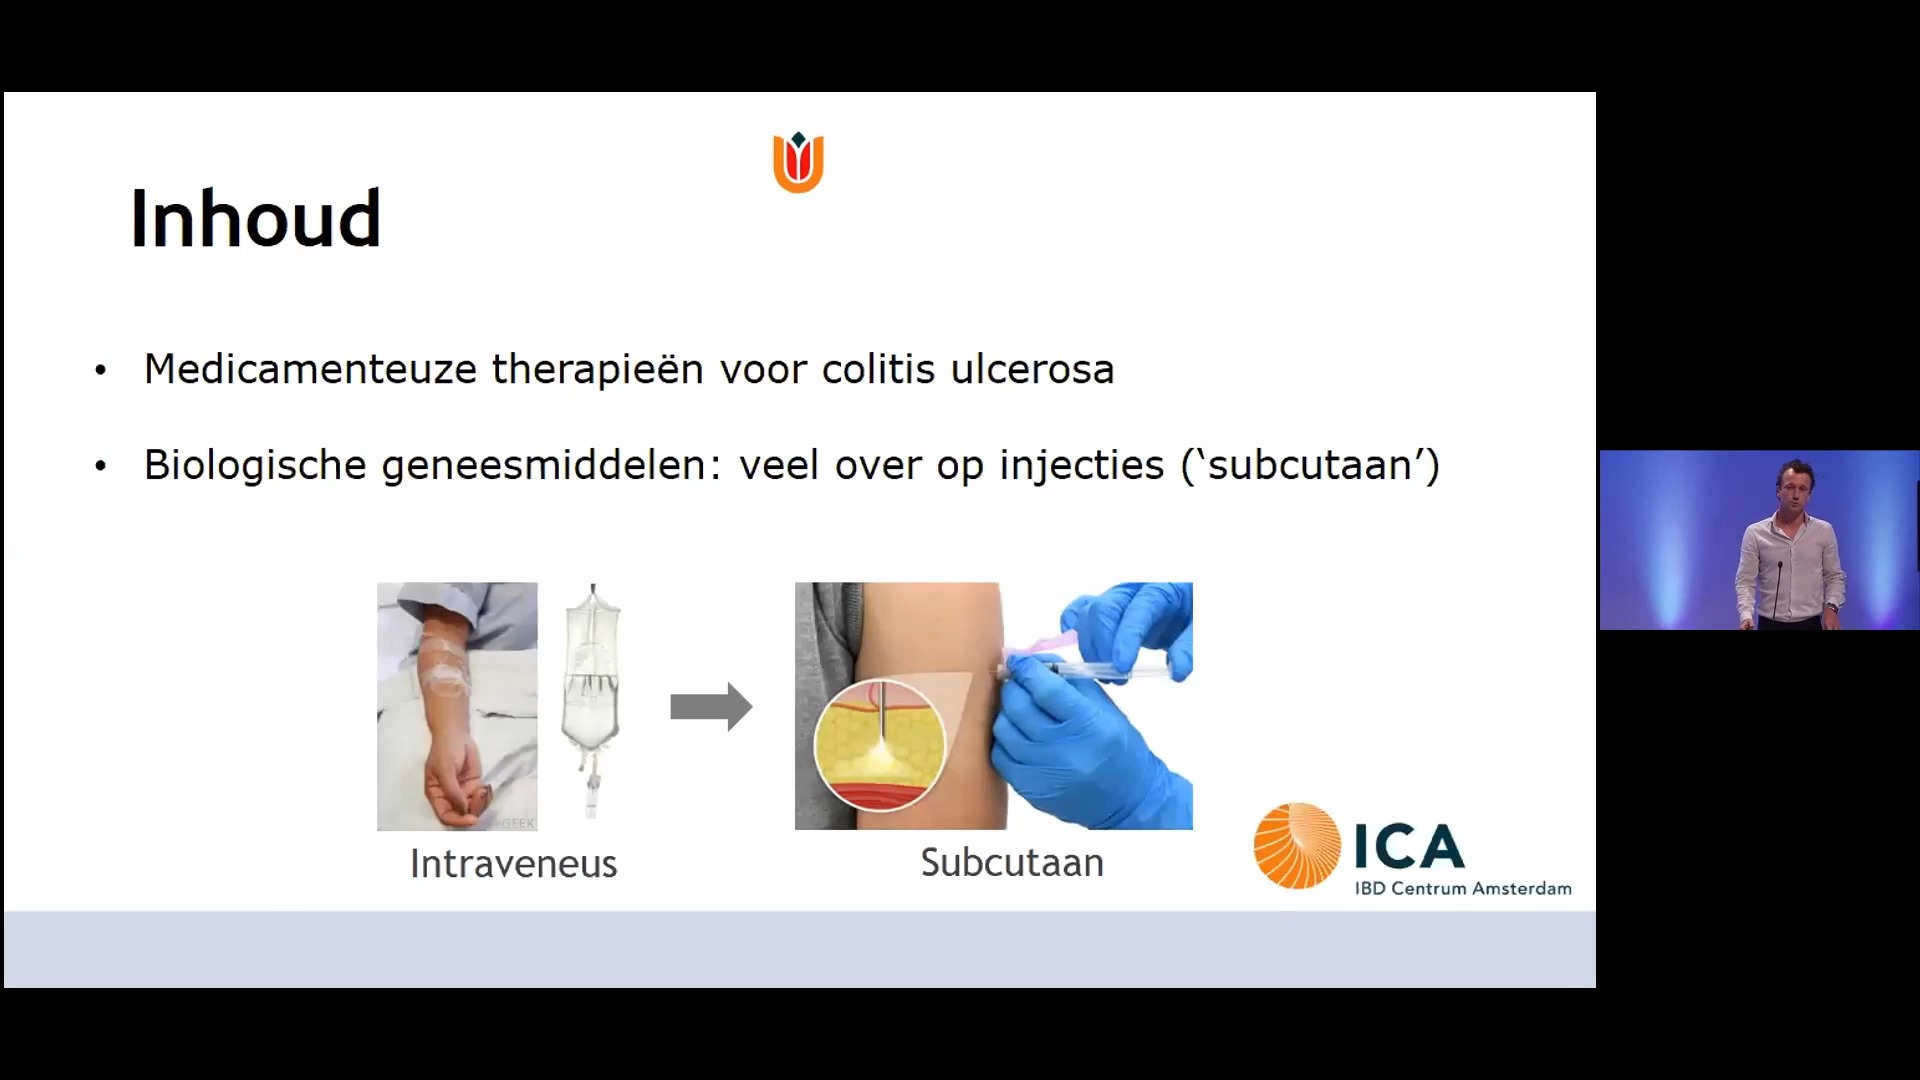 Inhoud
• Medicamenteuze therapieën voor colitis ulcerosa
• Biologische geneesmiddelen: veel over op injecties (‘subcutaan’)
Intraveneus
Subcutaan
ICA
IBD Centrum Amsterdam